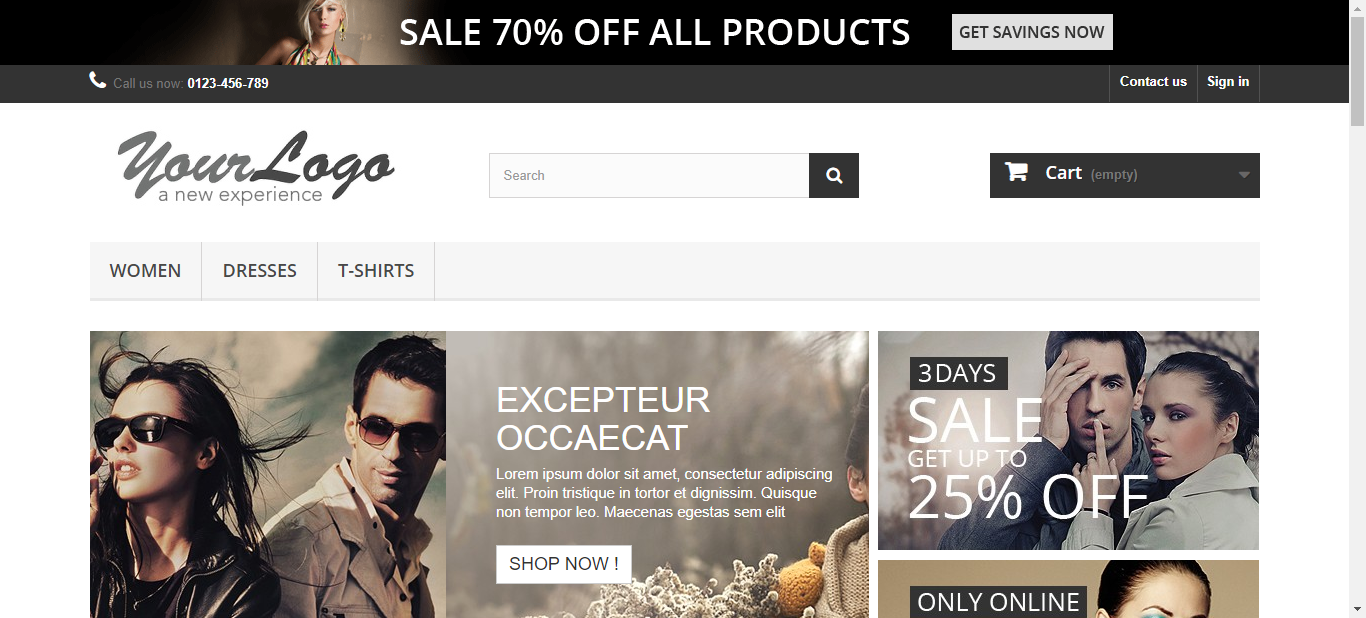 SALE 70% OFF ALL PRODUCTS
GET SAVINGS NOW
Call us now: 0123-456-789
Contact us
Sign in
YourLogo
a new experience
Search
Cart (empty)
WOMEN
DRESSES
T-SHIRTS
EXCEPTEUR
OCCAECAT
Lorem ipsum dolor sit amet, consectetur adipiscing
elit. Proin tristique in tortor et dignissim. Quisque
non tempor leo. Maecenas egestas sem elit
SHOP NOW !
3 DAYS
SALE
GET UP TO
25% OFF
ONLY ONLINE